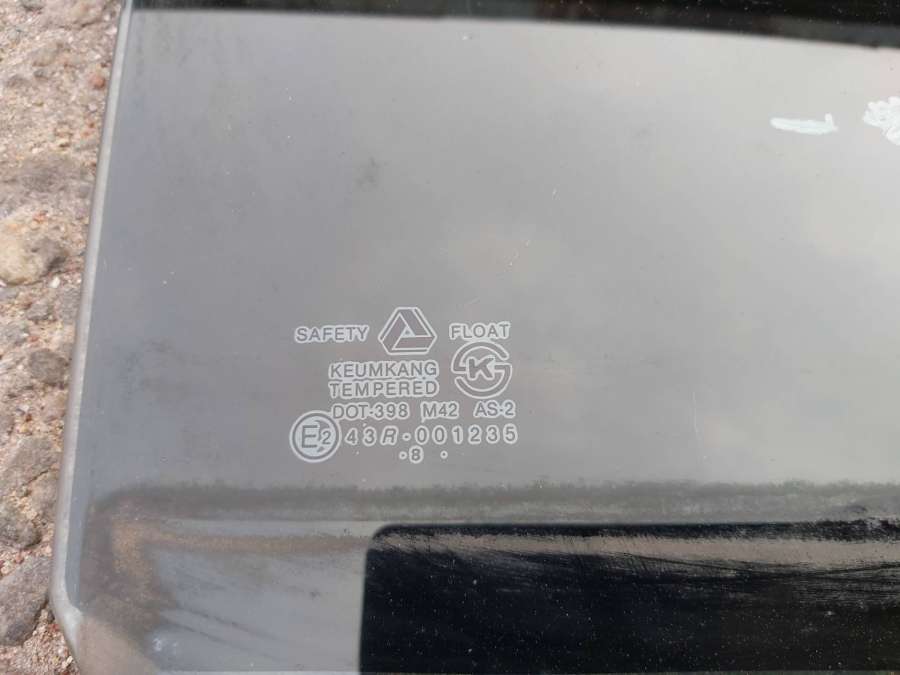 SAFETY FLOAT
KEUMKANG
TEMPERED
K
DOT-398 M42 AS-2
E2 43R-001235
·8 ·